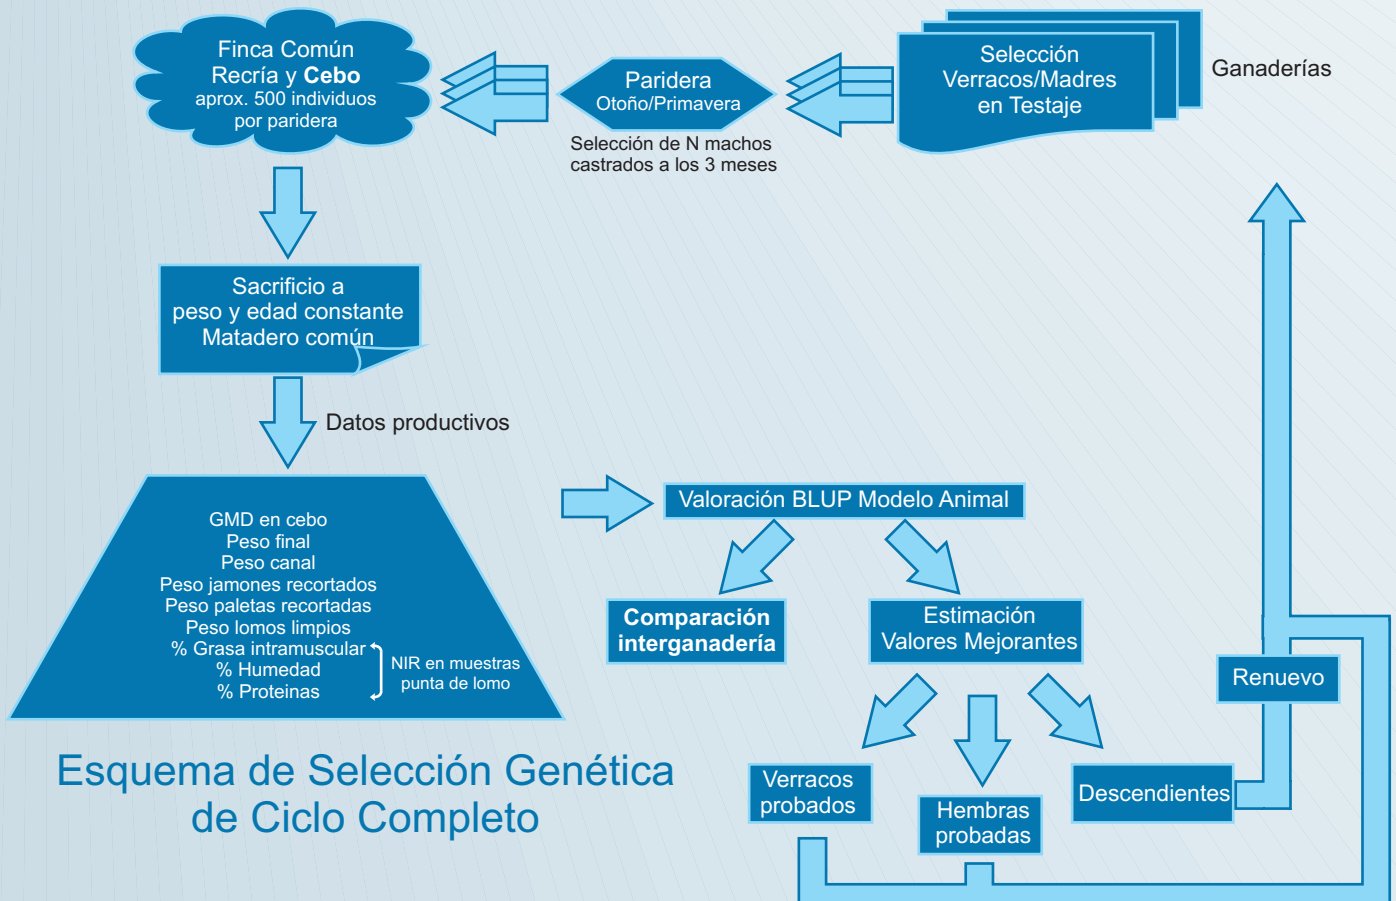 Finca Común
Recría y Cebo
aprox. 500 individuos
por paridera
Paridera
Otoño/Primavera
Selección de N machos
castrados a los 3 meses
Selección
Verracos/Madres
en Testaje
Ganaderías
Sacrificio a
peso y edad constante
Matadero común
Datos productivos
GMD en cebo
Peso final
Peso canal
Peso jamones recortados
Peso paletas recortadas
Peso lomos limpios
% Grasa intramuscular
% Humedad
% Proteinas
NIR en muestras
punta de lomo
Valoración BLUP Modelo Animal
Comparación
interganadería
Estimación
Valores Mejorantes
Renuevo
Verracos
probados
Hembras
probadas
Descendientes
Esquema de Selección Genética
de Ciclo Completo